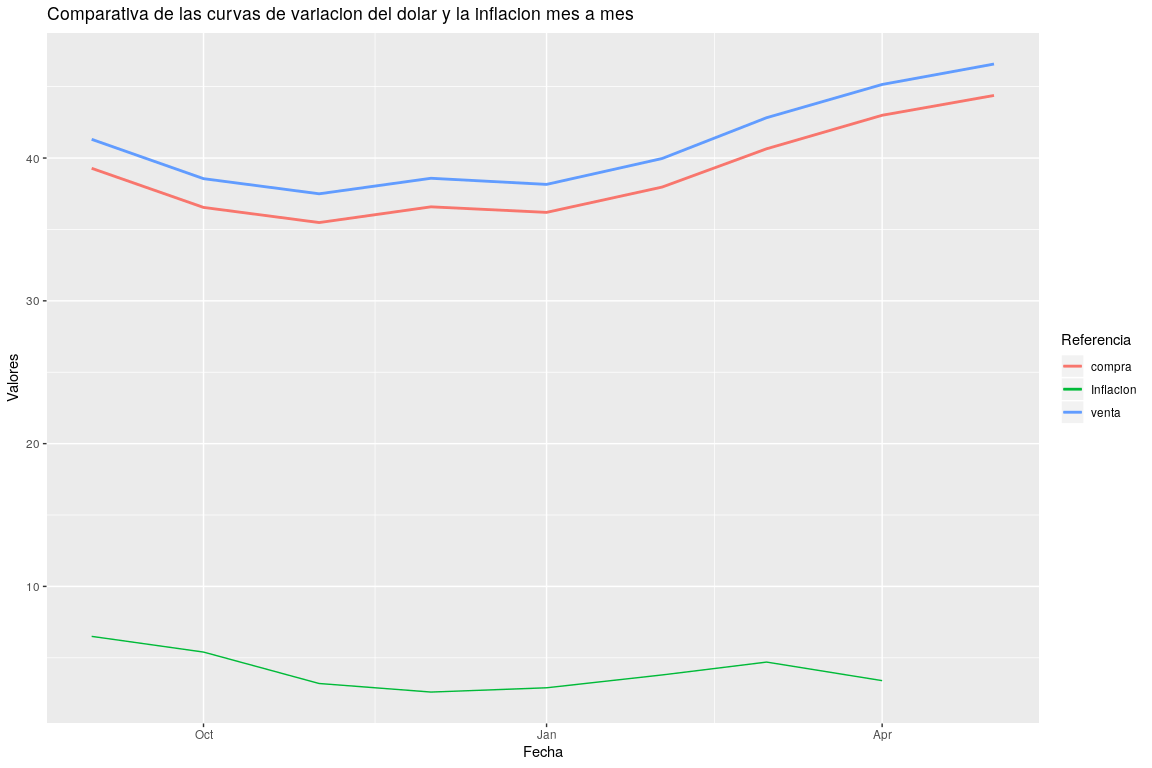 Comparativa de las curvas de variacion del dolar y la inflacion mes a mes
Valores
40
30
20
10
Oct
Jan
Apr
Fecha
Referencia
compra
Inflacion
venta